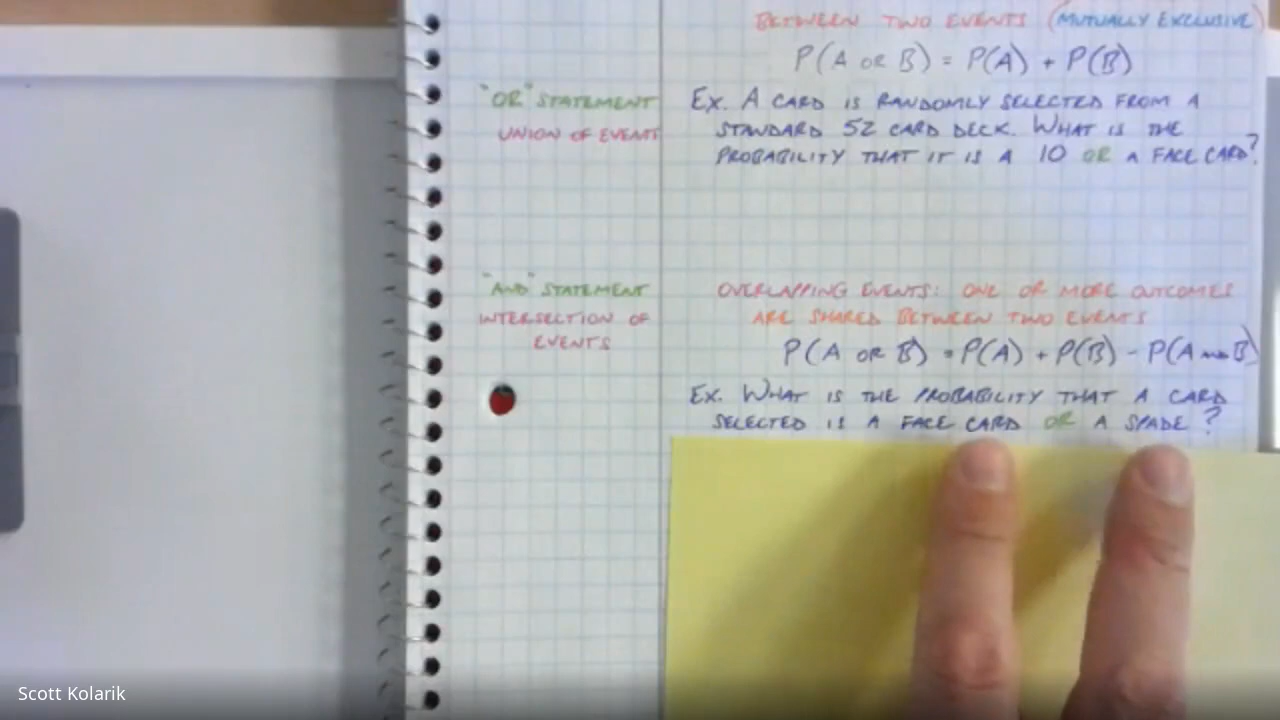 BETWEEN TWO EVENTS (MUTUALLY EXCLUSIVE)
P(A OR B) = P(A) + P(B)
"OR" STATEMENT
UNION OF EVENTS
EX. A CARD IS RANDOMLY SELECTED FROM A
STANDARD 52 CARD DECK. WHAT IS THE
PROBABILITY THAT IT IS A 10 OR A FACE CARD?
"AND" STATEMENT
INTERSECTION OF
EVENTS
OVERLAPPING EVENTS: ONE OR MORE OUTCOMES
ARE SHARED BETWEEN TWO EVENTS
P(A OR B) = P(A) + P(B) - P(A AND B)
EX. WHAT IS THE PROBABILITY THAT A CARD
SELECTED IS A FACE CARD OR A SPADE?
Scott Kolarik